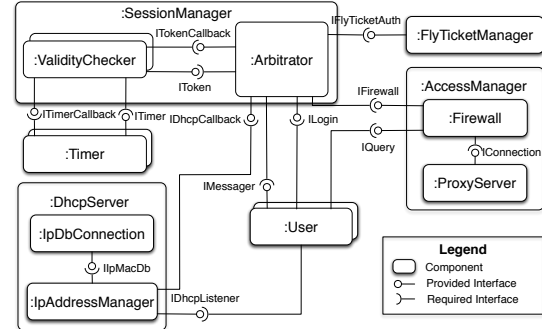 :SessionManager
ITokenCallback
IFlyTicketAuth
:ValidityChecker
:Arbitrator
:FlyTicketManager
IToken
IFirewall
:AccessManager
ITimerCallback
ITimer
IDhcpCallback
ILogin
:Firewall
:Timer
IQuery
IConnection
IMessager
:ProxyServer
:DhcpServer
:IpDbConnection
:User
IIpMacDb
Legend
Component
:IpAddressManager
IDhcpListener
Provided Interface
Required Interface